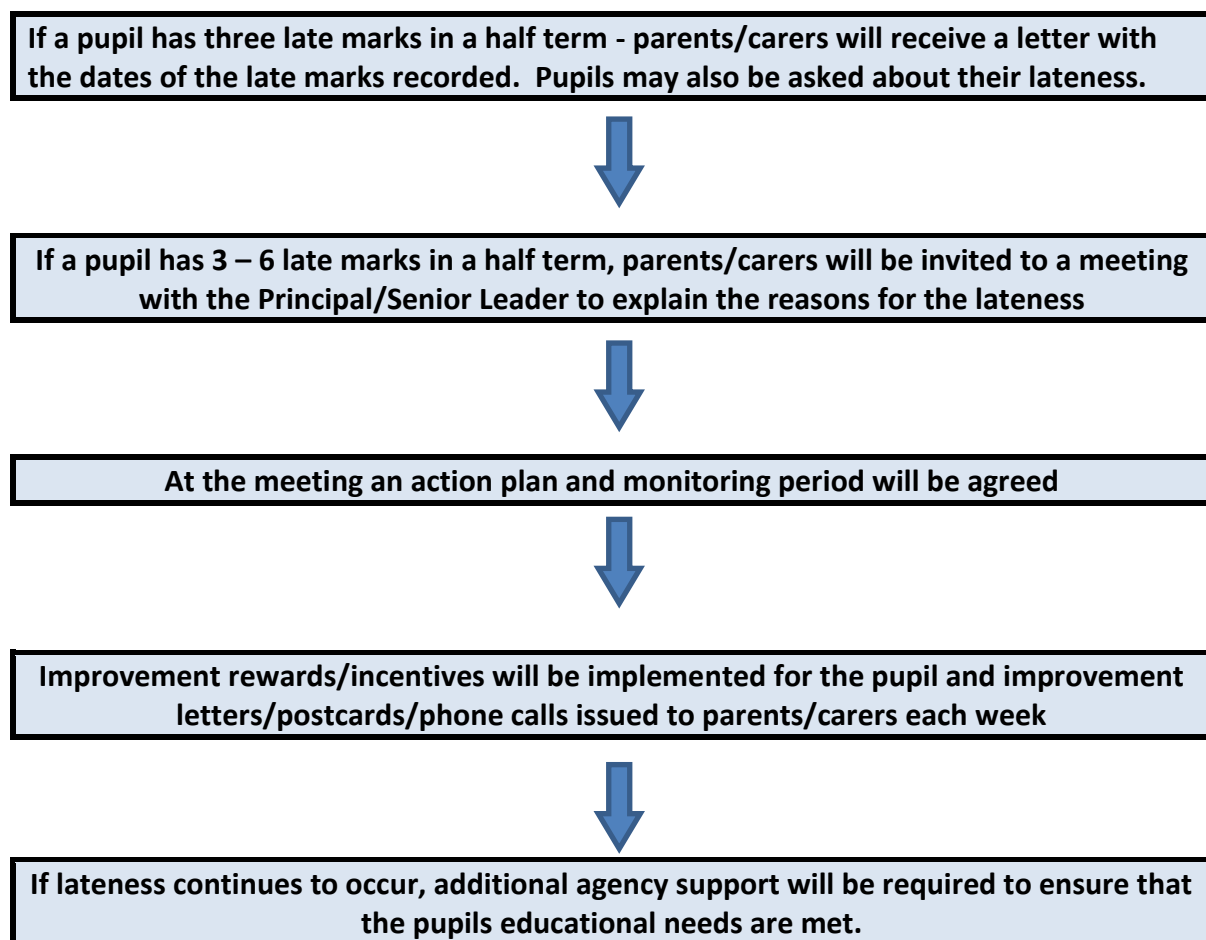 If a pupil has three late marks in a half term - parents/carers will receive a letter with
the dates of the late marks recorded.  Pupils may also be asked about their lateness.
If a pupil has 3 – 6 late marks in a half term, parents/carers will be invited to a meeting
with the Principal/Senior Leader to explain the reasons for the lateness
At the meeting an action plan and monitoring period will be agreed
Improvement rewards/incentives will be implemented for the pupil and improvement
letters/postcards/phone calls issued to parents/carers each week
If lateness continues to occur, additional agency support will be required to ensure that
the pupils educational needs are met.